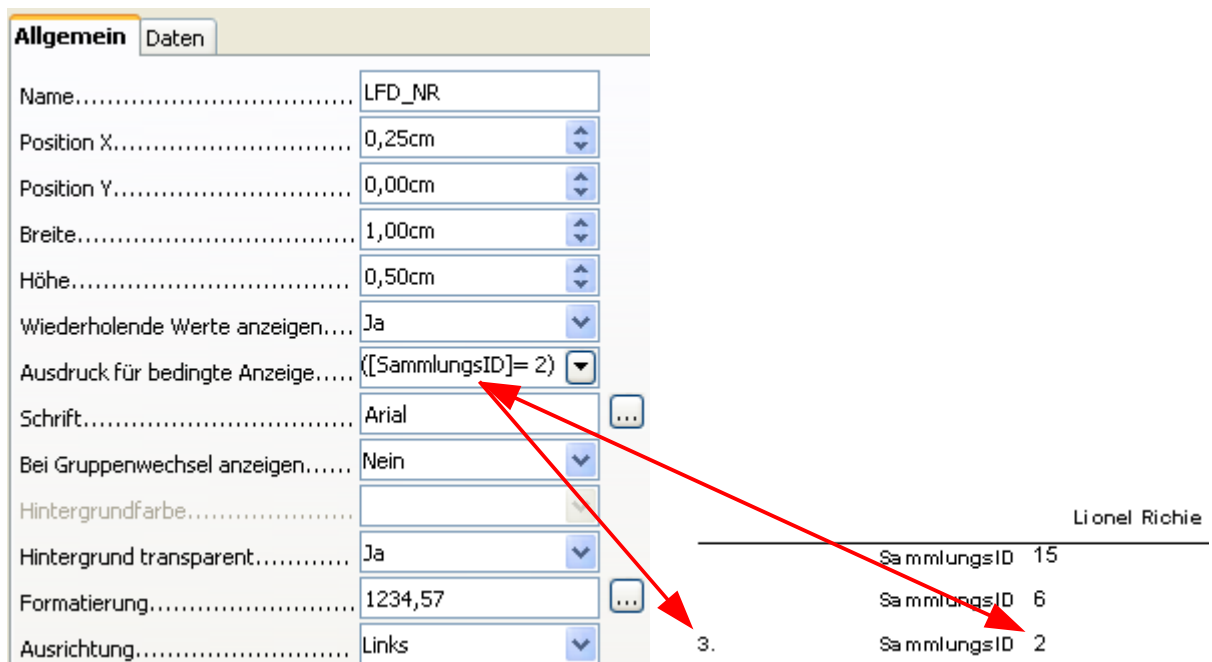 Allgemein Daten
Name.................................. LFD_NR
Position X............................. 0,25cm
Position Y............................. 0,00cm
Breite.................................. 1,00cm
Höhe.................................. 0,50cm
Wiederholende Werte anzeigen.... Ja
Ausdruck für bedingte Anzeige..... ([SammlungsID]= 2)
Schrift................................. Arial ...
Bei Gruppenwechsel anzeigen...... Nein
Hintergrundfarbe.....................
Lionel Richie
Hintergrund transparent............ Ja
SammlungsID 15
Formatierung......................... 1234,57 ...
SammlungsID 6
Ausrichtung.......................... Links
3. SammlungsID 2